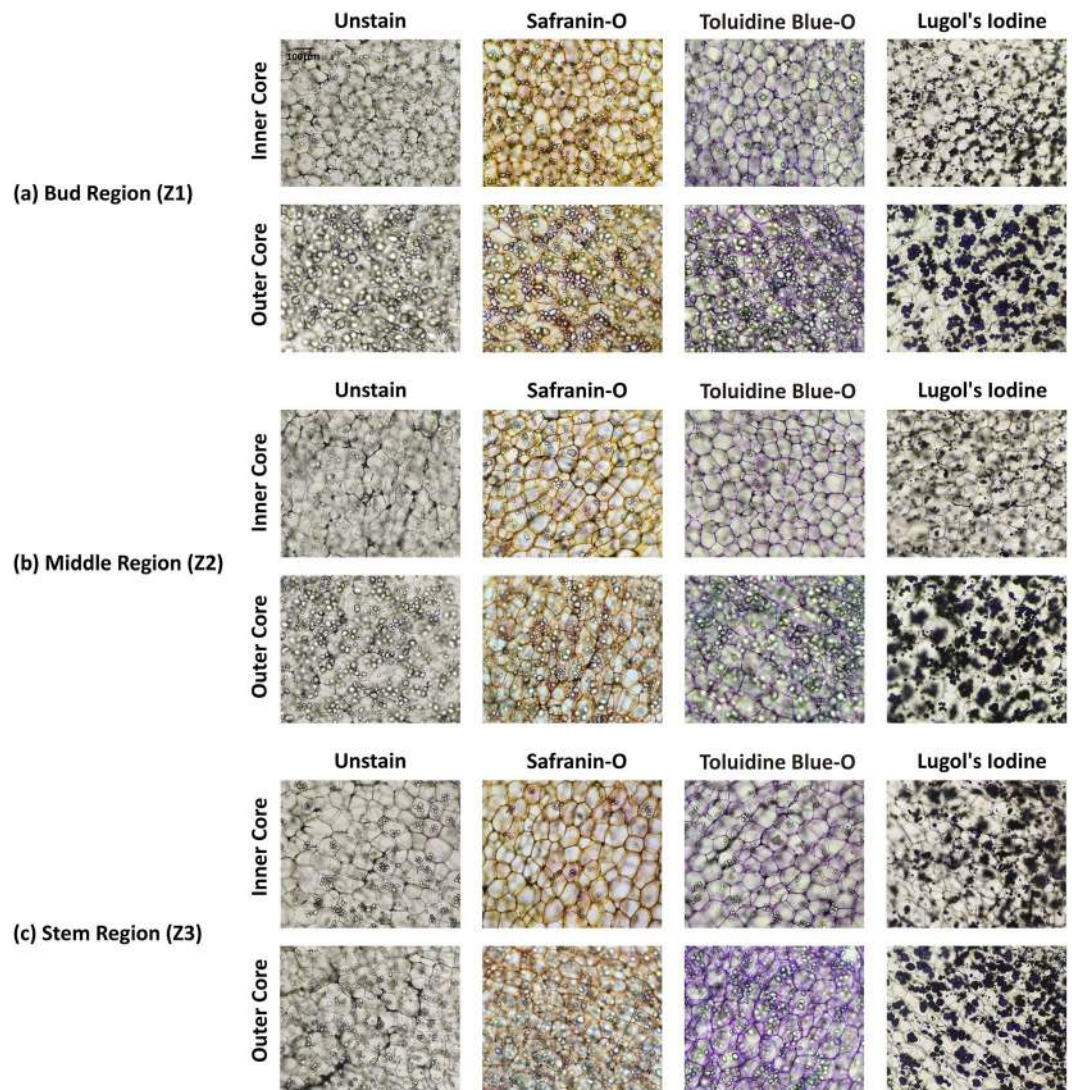 Unstain Safranin-O Toluidine Blue-O Lugol's Iodine
100µm
Inner Core
(a) Bud Region (Z1)
Outer Core
Unstain Safranin-O Toluidine Blue-O Lugol's Iodine
Inner Core
(b) Middle Region (Z2)
Outer Core
Unstain Safranin-O Toluidine Blue-O Lugol's Iodine
Inner Core
(c) Stem Region (Z3)
Outer Core